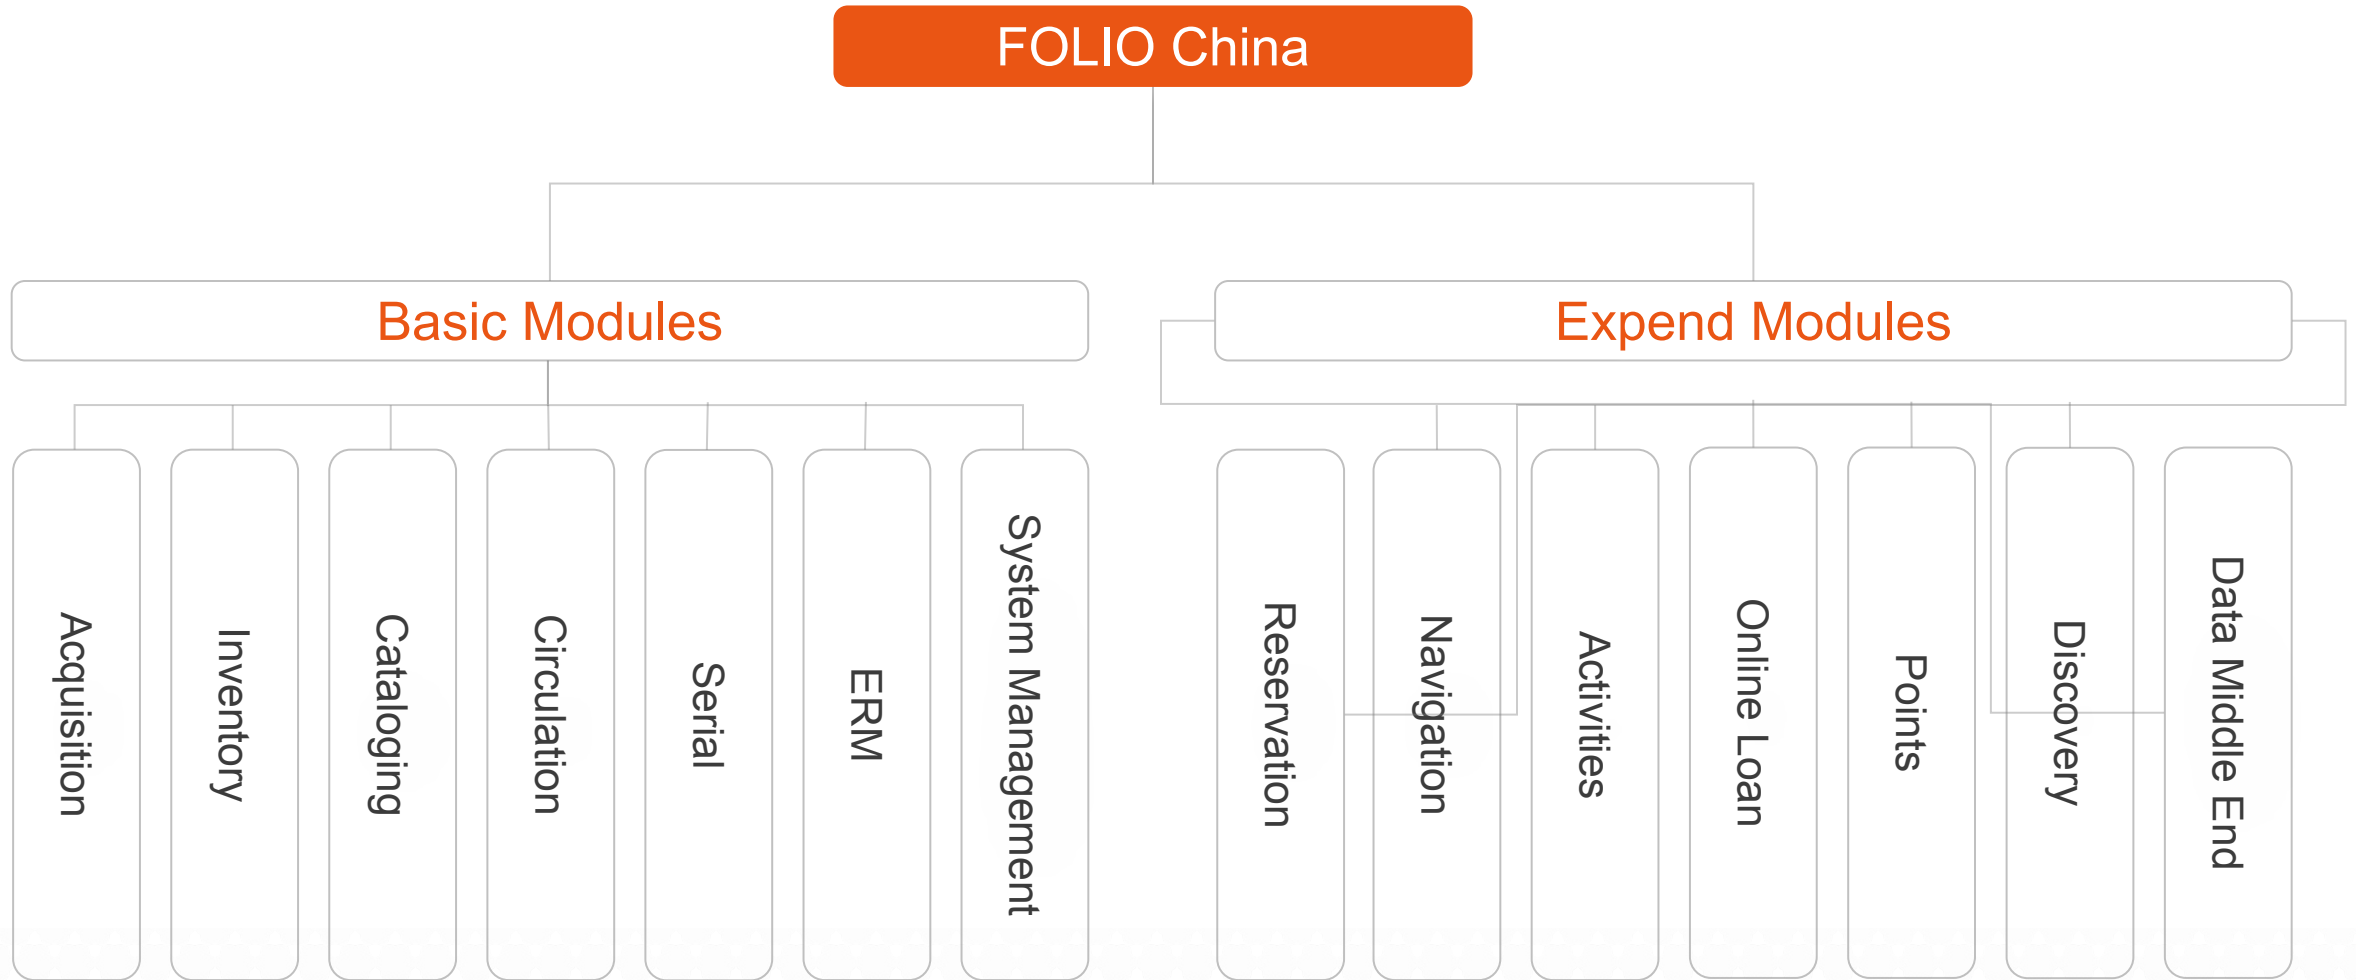 FOLIO China
Basic Modules
Expend Modules
Acquisition
Inventory
Cataloging
Circulation
Serial
ERM
System Management
Reservation
Navigation
Activities
Online Loan
Points
Discovery
Data Middle End